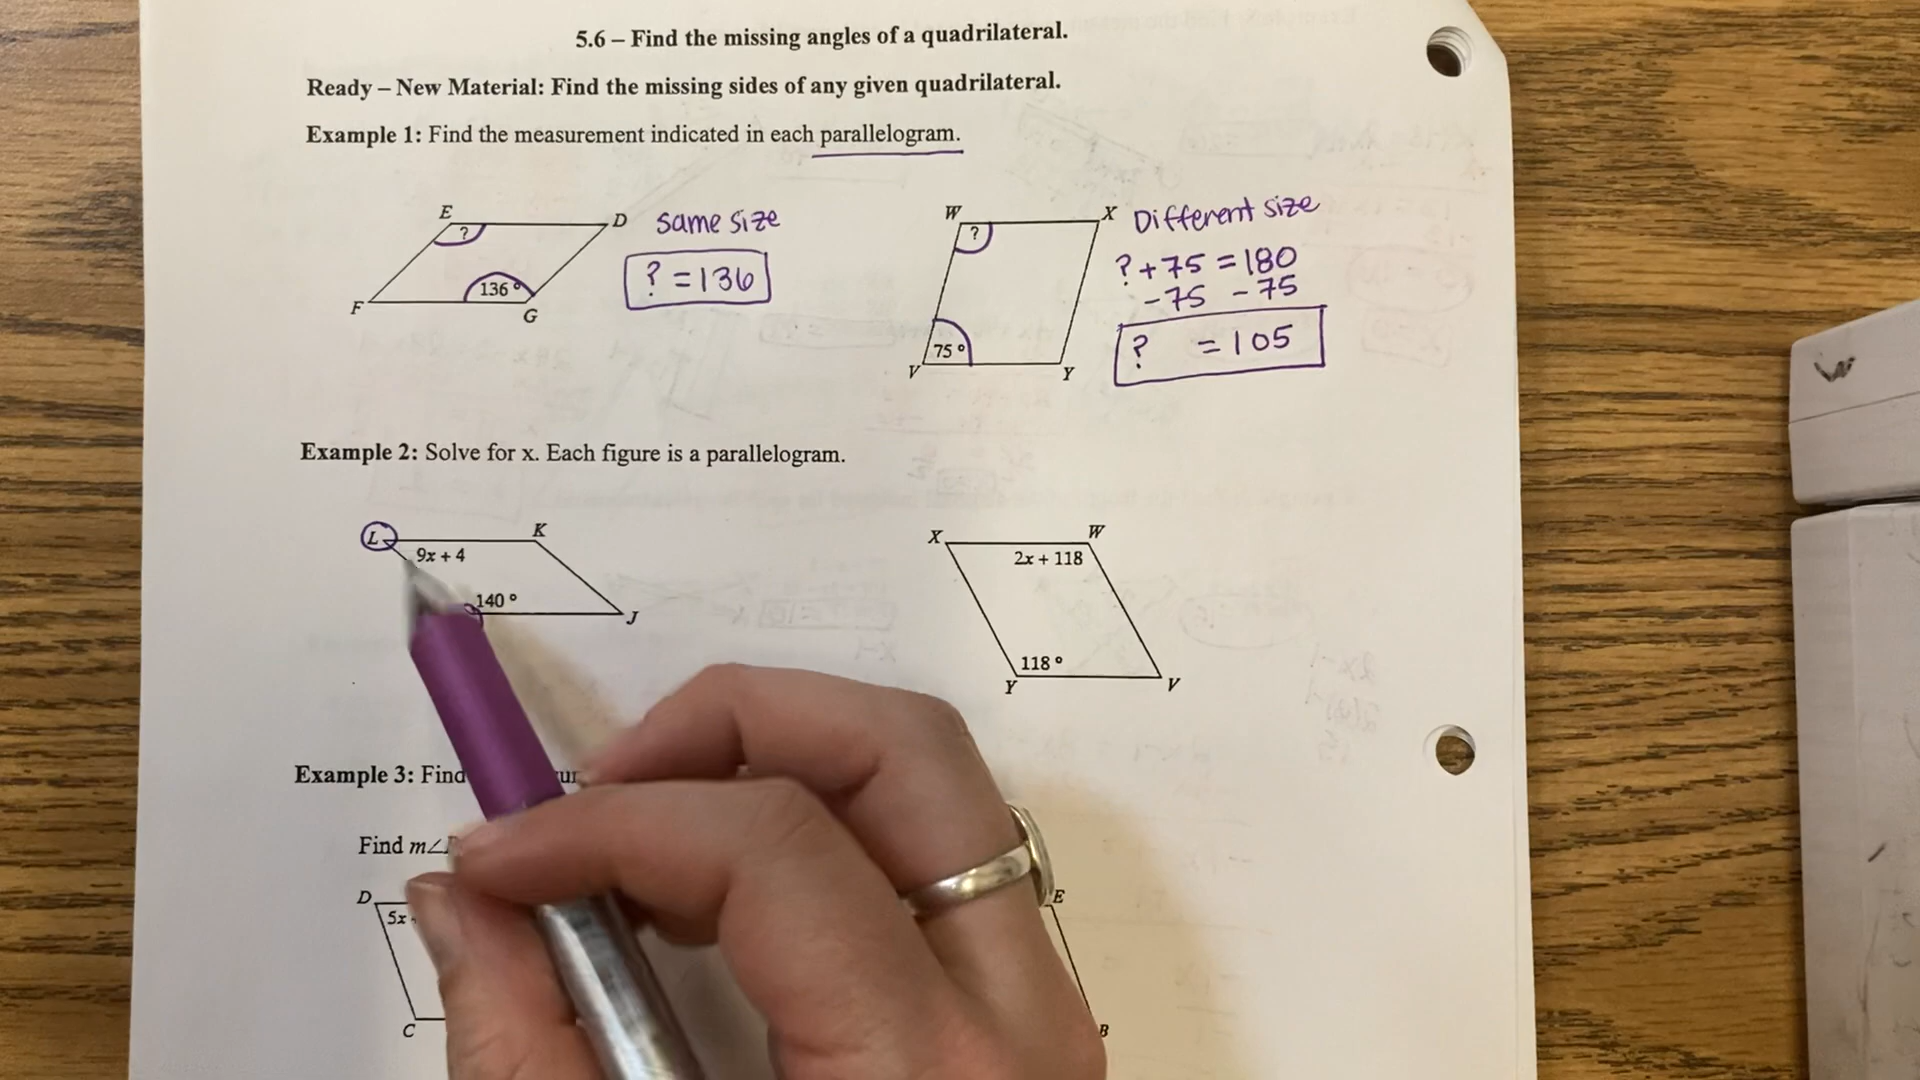 5.6 – Find the missing angles of a quadrilateral.
Ready – New Material: Find the missing sides of any given quadrilateral.
Example 1: Find the measurement indicated in each parallelogram.
E
?
D
F
136°
G
Same size
? = 136
W
?
X
V
75°
Y
Different size
? + 75 = 180
-75 -75
? = 105
Example 2: Solve for x. Each figure is a parallelogram.
L
K
9x + 4
140°
J
X
W
2x + 118
118°
Y
V
Example 3: Find
Find m∠
D
5x
C
E
B